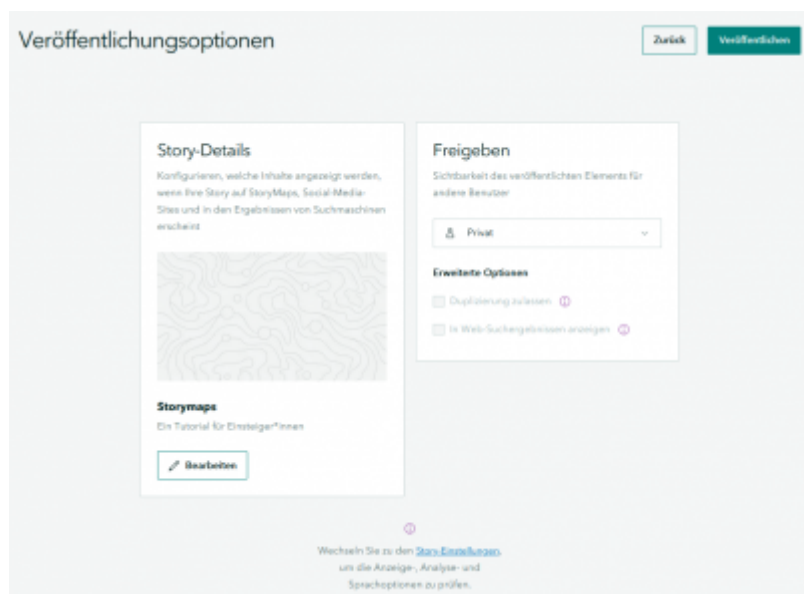 Veröffentlichungsoptionen
Zurück
Veröffentlichen
Story-Details
Konfigurieren, welche Inhalte angezeigt werden,
wenn Ihre Story auf StoryMaps, Social-Media-
Sites und in den Ergebnissen von Suchmaschinen
erscheint
Storymaps
Ein Tutorial für Einsteiger*innen
Bearbeiten
Freigeben
Sichtbarkeit des veröffentlichten Elements für
andere Benutzer
Privat
Erweiterte Optionen
Duplizierung zulassen
In Web-Suchergebnissen anzeigen
Wechseln Sie zu den Story-Einstellungen,
um die Anzeige-, Analyse- und
Sprachoptionen zu prüfen.